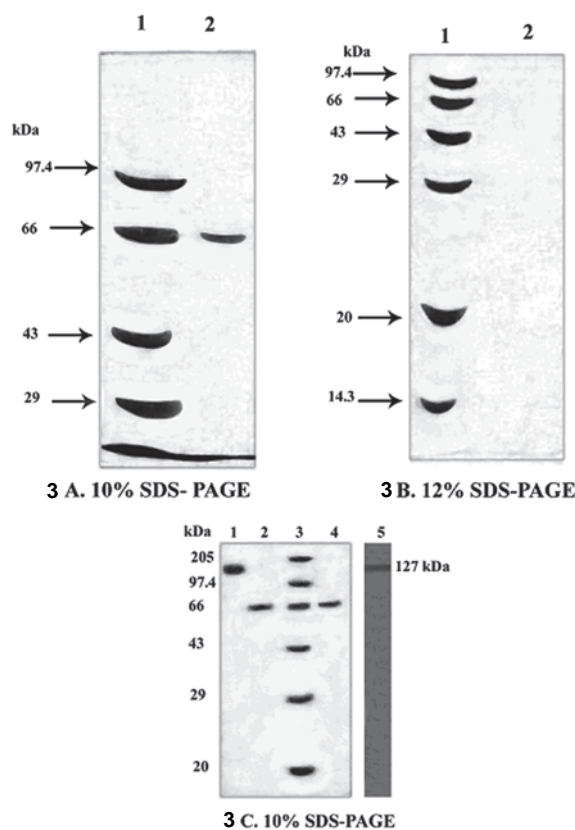 1 2
kDa
97.4
66
43
29
3 A. 10% SDS- PAGE
1 2
kDa
97.4
66
43
29
20
14.3
3 B. 12% SDS-PAGE
kDa 1 2 3 4 5
205
97.4
66
43
29
20
127 kDa
3 C. 10% SDS-PAGE